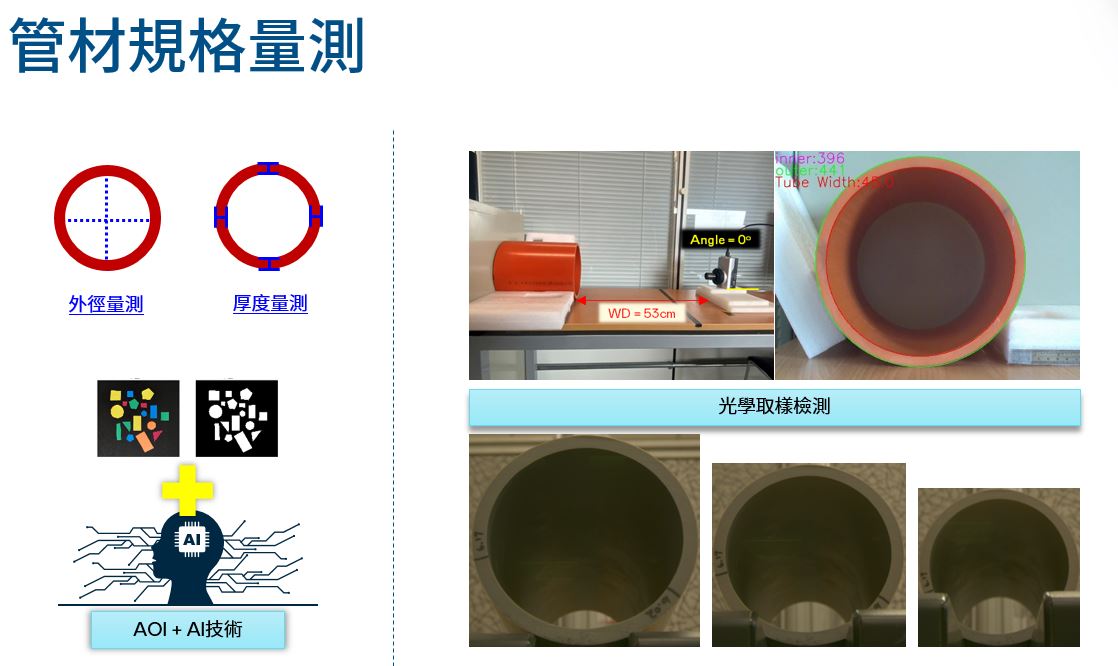 管材規格量測
外徑量測
厚度量測
AI
AOI + AI技術
Angle = 0°
WD = 53cm
inner:396
outer:441
Tube Width:45.0
光學取樣檢測